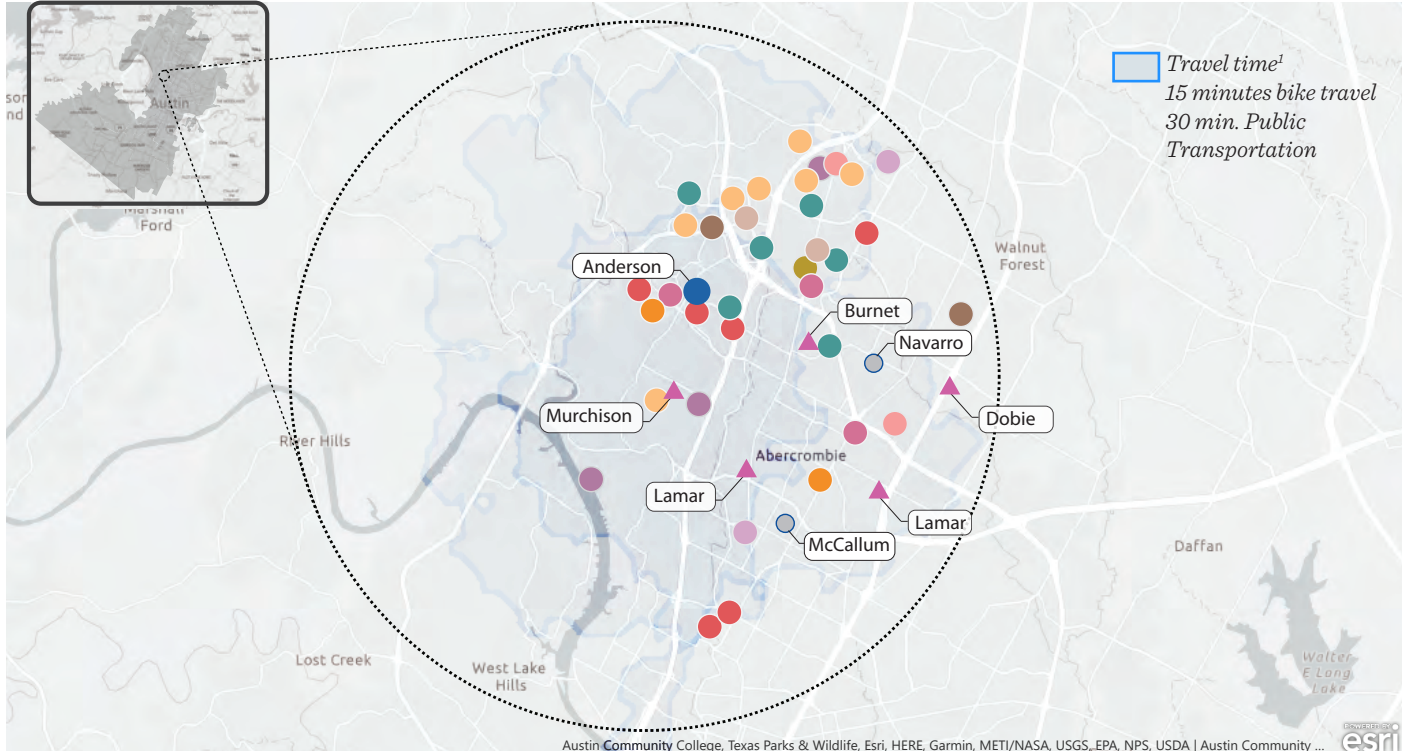 Travel time¹
15 minutes bike travel
30 min. Public
Transportation
Austin
Marshall
Ford
Walnut
Forest
Anderson
Burnet
Navarro
Murchison
Dobie
River Hills
Abercrombie
Lamar
Lamar
McCallum
Daffan
Lost Creek
West Lake
Hills
Walter
E Long
Lake
POWERED BY
esri
Austin Community College, Texas Parks & Wildlife, Esri, HERE, Garmin, METI/NASA, USGS, EPA, NPS, USDA | Austin Community ...